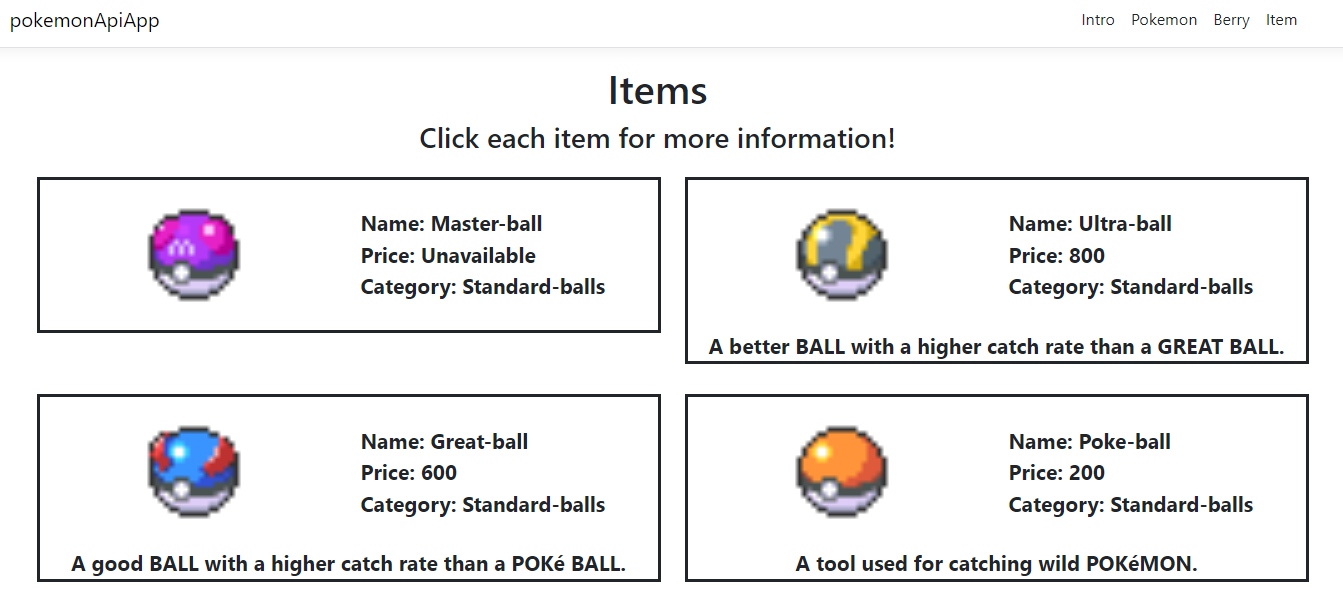 pokemonApiApp
Intro Pokemon Berry Item
Items
Click each item for more information!
Name: Master-ball
Price: Unavailable
Category: Standard-balls
Name: Ultra-ball
Price: 800
Category: Standard-balls
A better BALL with a higher catch rate than a GREAT BALL.
Name: Great-ball
Price: 600
Category: Standard-balls
A good BALL with a higher catch rate than a POKé BALL.
Name: Poke-ball
Price: 200
Category: Standard-balls
A tool used for catching wild POKéMON.